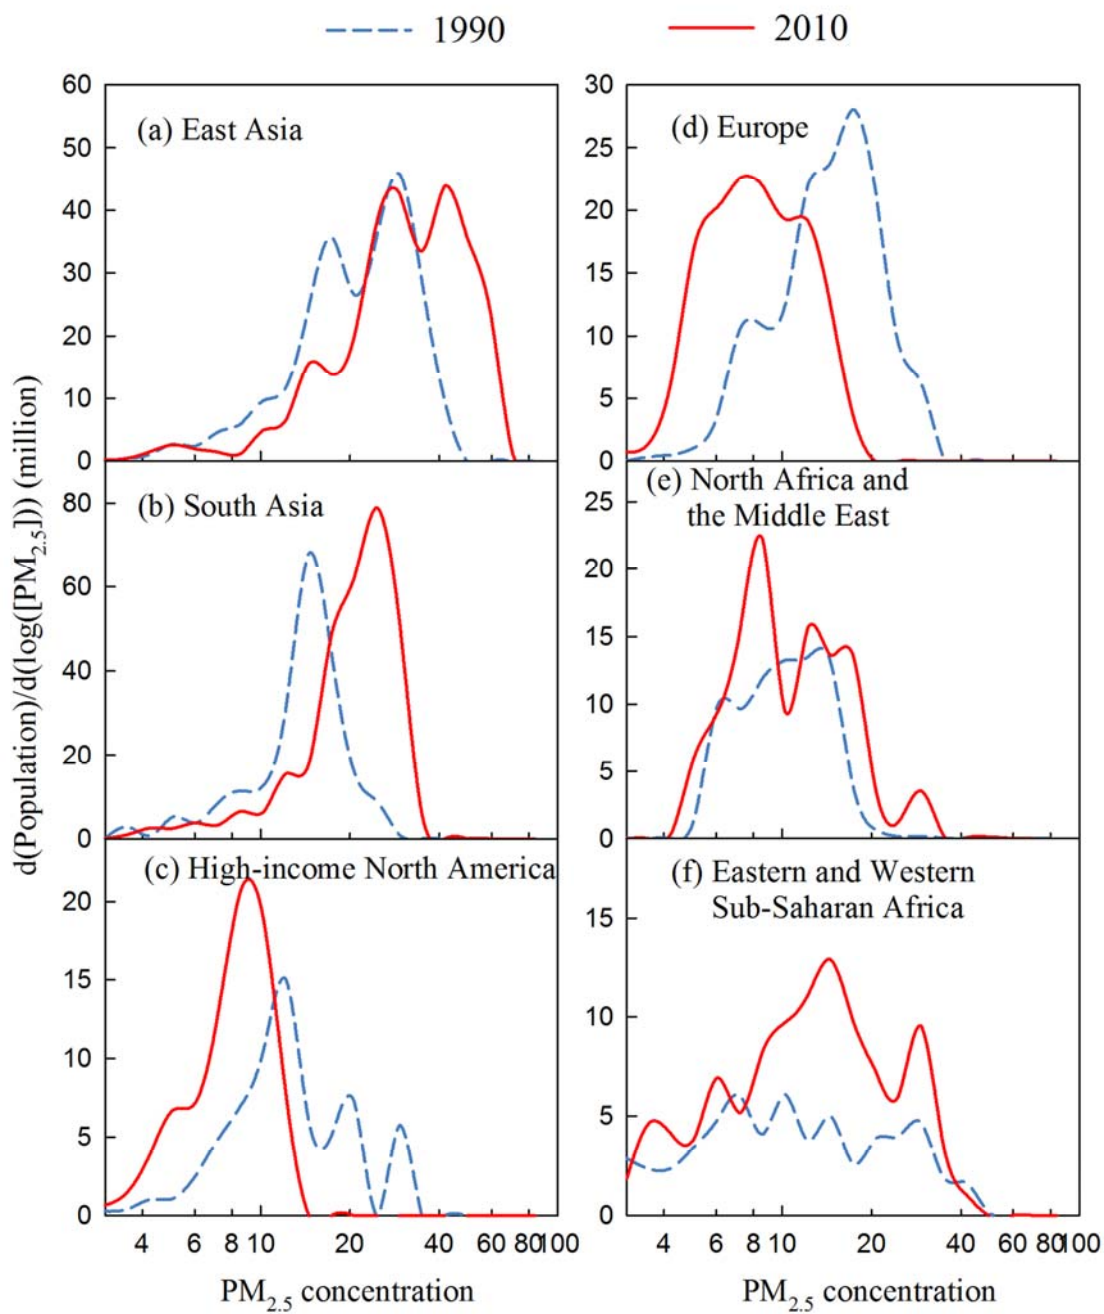 1990 2010
d(Population)/d(log([PM2.5])) (million)
(a) East Asia
60
50
40
30
20
10
0
(b) South Asia
80
60
40
20
0
(c) High-income North America
20
15
10
5
0
4 6 8 10 20 40 60 80 100
PM2.5 concentration
(d) Europe
30
25
20
15
10
5
0
(e) North Africa and
the Middle East
25
20
15
10
5
0
(f) Eastern and Western
Sub-Saharan Africa
15
10
5
0
4 6 8 10 20 40 60 80 100
PM2.5 concentration